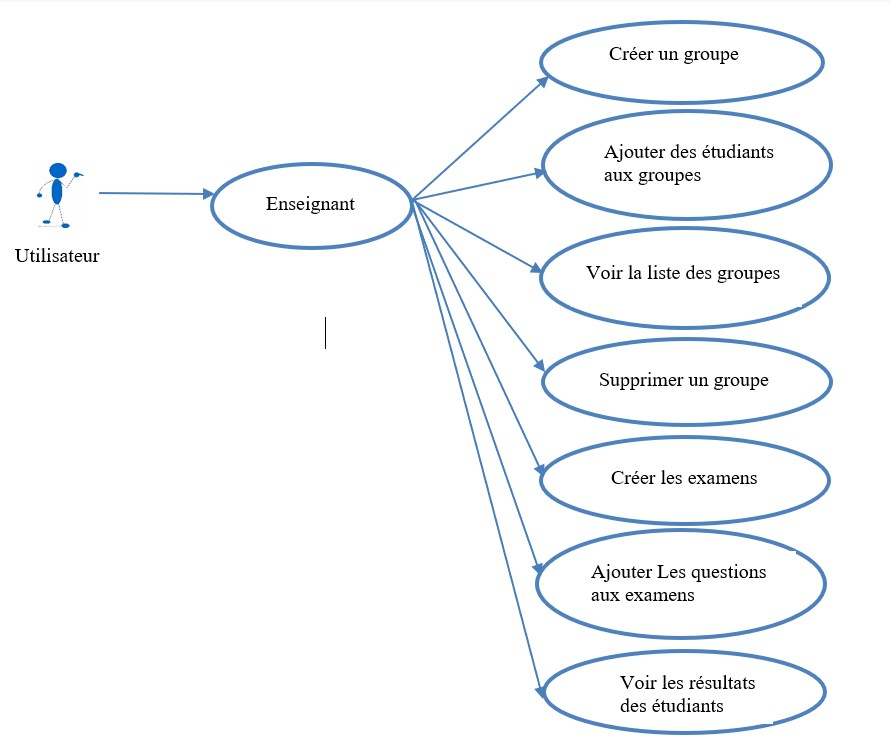 Créer un groupe
Ajouter des étudiants
aux groupes
Enseignant
Utilisateur
Voir la liste des groupes
Supprimer un groupe
Créer les examens
Ajouter Les questions
aux examens
Voir les résultats
des étudiants